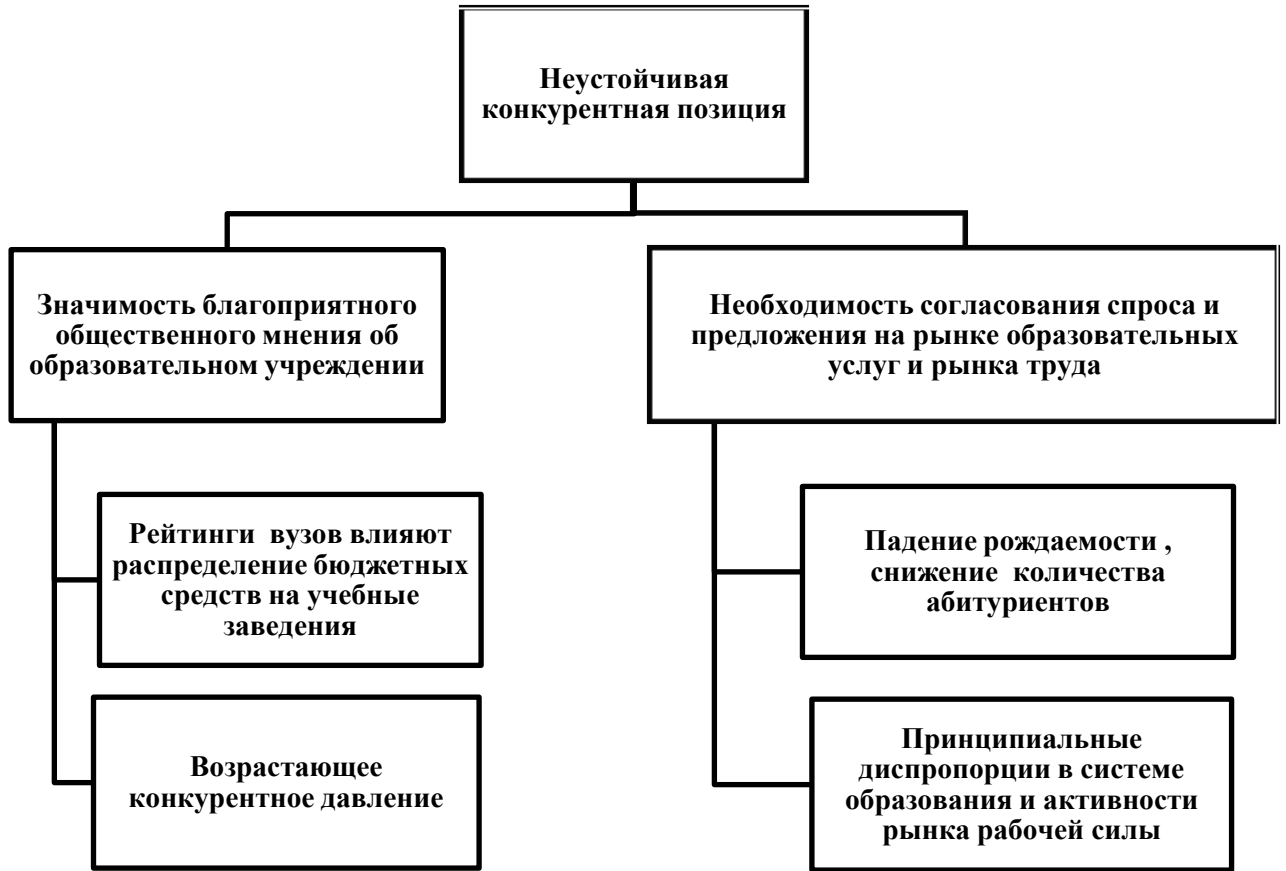 Неустойчивая
конкурентная позиция
Значимость благоприятного
общественного мнения об
образовательном учреждении
Необходимость согласования спроса и
предложения на рынке образовательных
услуг и рынка труда
Рейтинги вузов влияют
распределение бюджетных
средств на учебные
заведения
Падение рождаемости ,
снижение количества
абитуриентов
Возрастающее
конкурентное давление
Принципиальные
диспропорции в системе
образования и активности
рынка рабочей силы